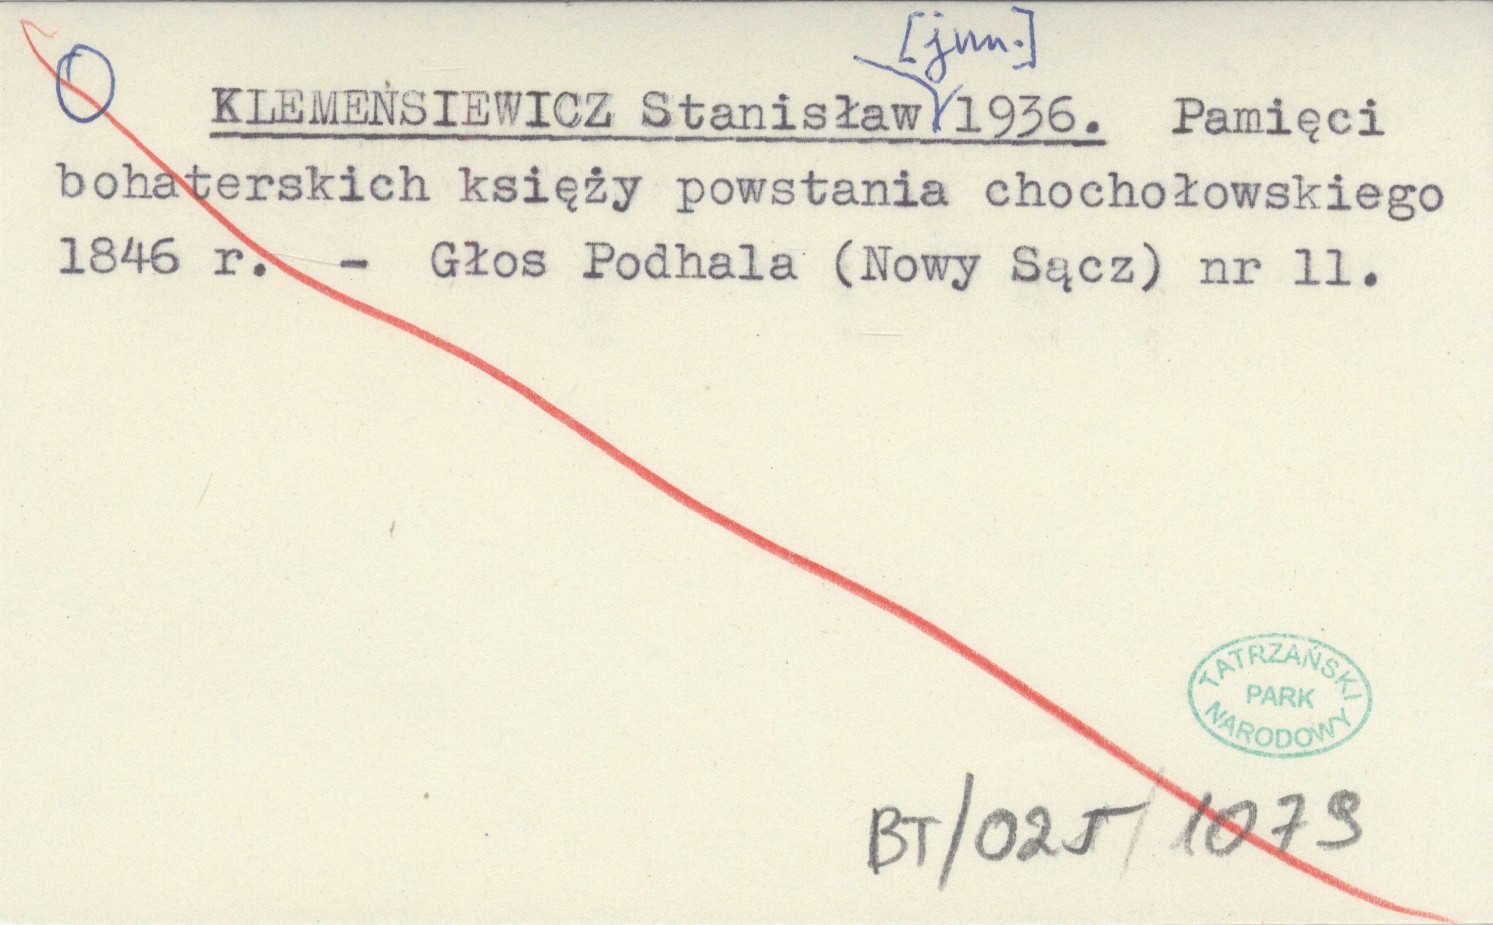 [jun.]
KLEMEŃSIEWICZ Stanisław 1936. Pamięci
bohaterskich księży powstania chochołowskiego
1846 r. - Głos Podhala (Nowy Sącz) nr 11.
TATRZAŃSKI
PARK
NARODOWY
BT/025/1079